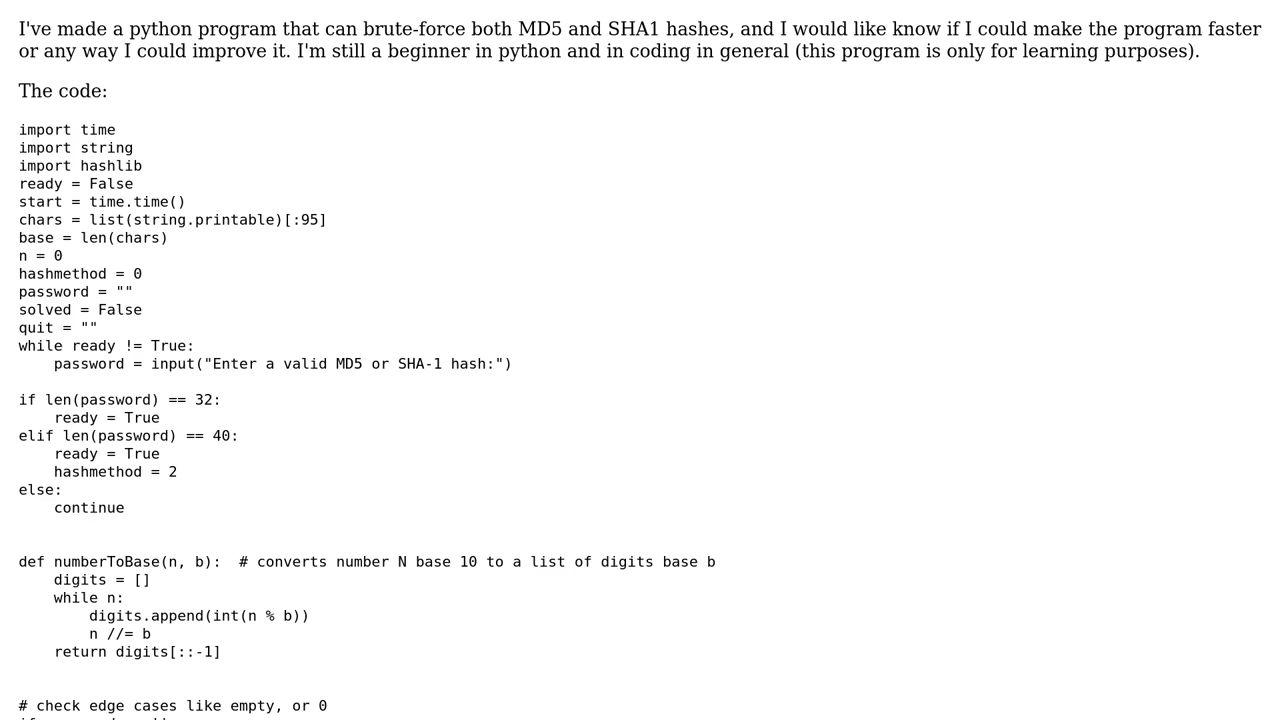 I've made a python program that can brute-force both MD5 and SHA1 hashes, and I would like know if I could make the program faster
or any way I could improve it. I'm still a beginner in python and in coding in general (this program is only for learning purposes).
The code:
import time
import string
import hashlib
ready = False
start = time.time()
chars = list(string.printable)[:95]
base = len(chars)
n = 0
hashmethod = 0
password = ""
solved = False
quit = ""
while ready != True:
    password = input("Enter a valid MD5 or SHA-1 hash:")
if len(password) == 32:
    ready = True
elif len(password) == 40:
    ready = True
    hashmethod = 2
else:
    continue
def numberToBase(n, b):  # converts number N base 10 to a list of digits base b
    digits = []
    while n:
        digits.append(int(n % b))
        n //= b
    return digits[::-1]
# check edge cases like empty, or 0